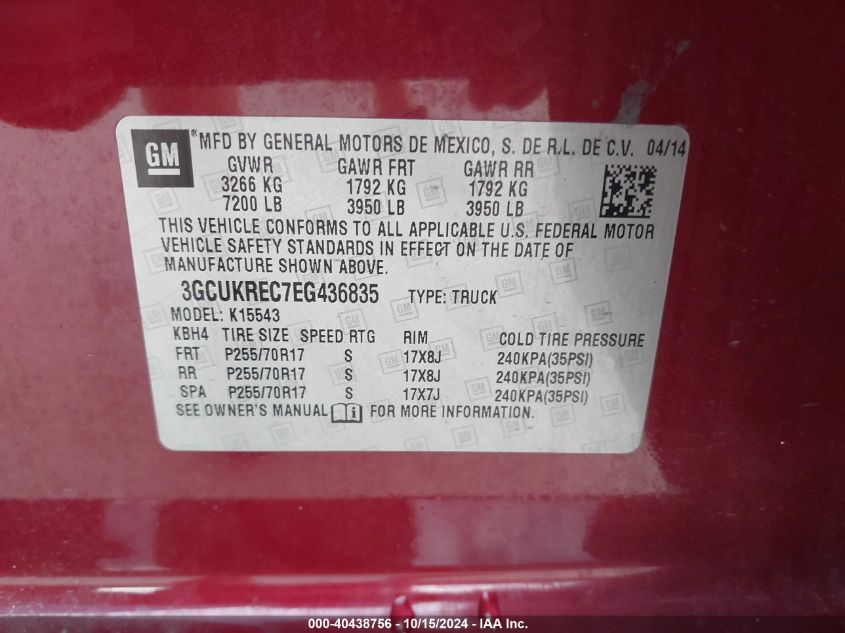 GM ® MFD BY GENERAL MOTORS DE MEXICO, S. DE R.L. DE C.V. 04/14
GVWR GAWR FRT GAWR RR
3266 KG 1792 KG 1792 KG
7200 LB 3950 LB 3950 LB
THIS VEHICLE CONFORMS TO ALL APPLICABLE U.S. FEDERAL MOTOR
VEHICLE SAFETY STANDARDS IN EFFECT ON THE DATE OF
MANUFACTURE SHOWN ABOVE.
3GCUKREC7EG436835 TYPE: TRUCK
MODEL: K15543
KBH4 TIRE SIZE SPEED RTG RIM COLD TIRE PRESSURE
FRT P255/70R17 S 17X8J 240KPA(35PSI)
RR P255/70R17 S 17X8J 240KPA(35PSI)
SPA P255/70R17 S 17X7J 240KPA(35PSI)
SEE OWNER'S MANUAL i FOR MORE INFORMATION.
000-40438756 - 10/15/2024 - IAA Inc.